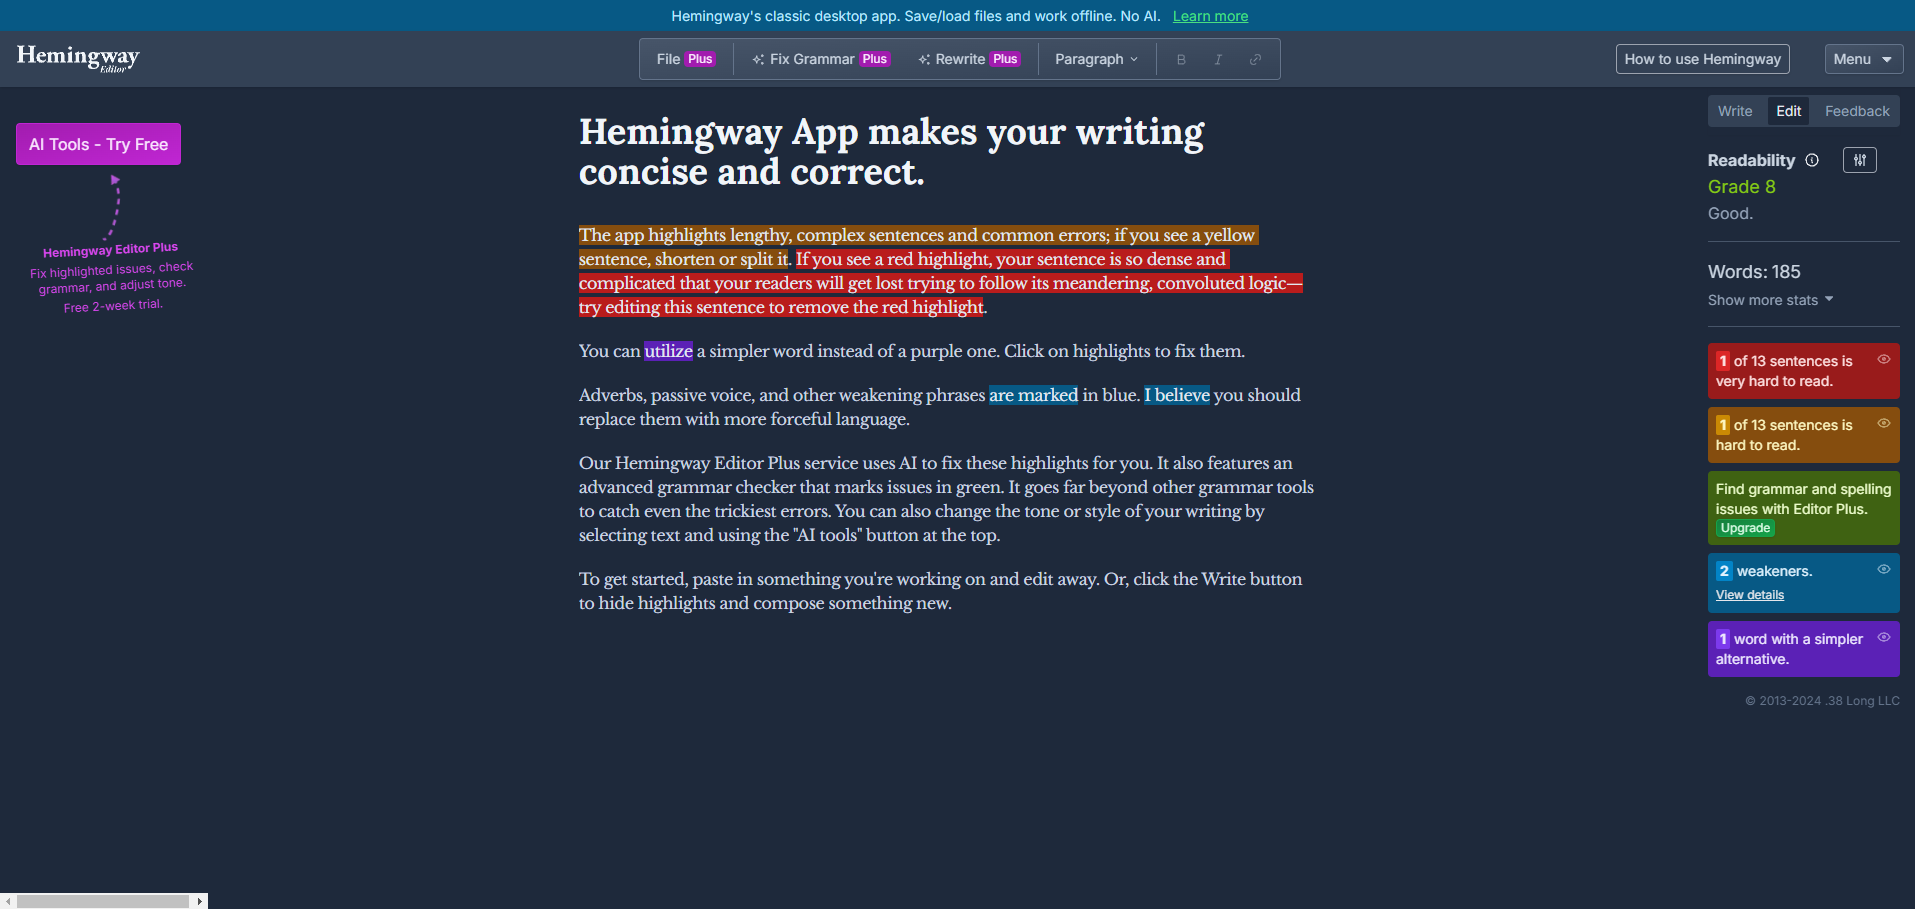 Hemingway's classic desktop app. Save/load files and work offline. No AI. Learn more
Hemingway
Editor
File Plus Fix Grammar Plus Rewrite Plus Paragraph B I
How to use Hemingway
Menu
AI Tools - Try Free
Hemingway Editor Plus
Fix highlighted issues, check
grammar, and adjust tone.
Free 2-week trial.
Hemingway App makes your writing
concise and correct.
The app highlights lengthy, complex sentences and common errors; if you see a yellow
sentence, shorten or split it. If you see a red highlight, your sentence is so dense and
complicated that your readers will get lost trying to follow its meandering, convoluted logic—
try editing this sentence to remove the red highlight.
You can utilize a simpler word instead of a purple one. Click on highlights to fix them.
Adverbs, passive voice, and other weakening phrases are marked in blue. I believe you should
replace them with more forceful language.
Our Hemingway Editor Plus service uses AI to fix these highlights for you. It also features an
advanced grammar checker that marks issues in green. It goes far beyond other grammar tools
to catch even the trickiest errors. You can also change the tone or style of your writing by
selecting text and using the "AI tools" button at the top.
To get started, paste in something you're working on and edit away. Or, click the Write button
to hide highlights and compose something new.
Write Edit Feedback
Readability
Grade 8
Good.
Words: 185
Show more stats
1 of 13 sentences is
very hard to read.
1 of 13 sentences is
hard to read.
Find grammar and spelling
issues with Editor Plus.
Upgrade
2 weakeners.
View details
1 word with a simpler
alternative.
© 2013-2024 .38 Long LLC